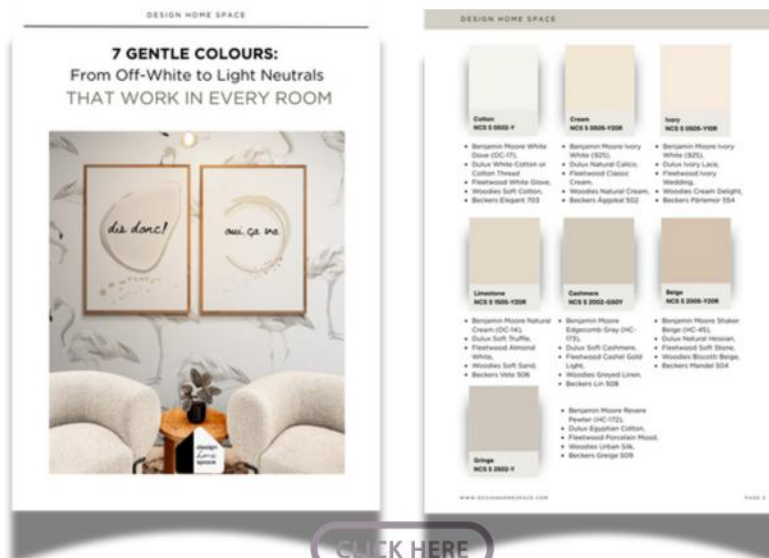 DESIGN HOME SPACE
7 GENTLE COLOURS:
From Off-White to Light Neutrals
THAT WORK IN EVERY ROOM
dis donc!
oui, ça va
design
home
space
DESIGN HOME SPACE
Cotton
NCS S 0502-Y
• Benjamin Moore White
Dove (OC-17),
• Dulux White Cotton or
Cotton Thread
• Fleetwood White Glove,
• Woodies Soft Cotton,
• Beckers Elegant 703
Cream
NCS S 0505-Y20R
• Benjamin Moore Ivory
White (925),
• Dulux Natural Calico,
• Fleetwood Classic
Cream,
• Woodies Natural Cream,
• Beckers Äggskal 502
Ivory
NCS S 0505-Y10R
• Benjamin Moore Ivory
White (925),
• Dulux Ivory Lace,
• Fleetwood Ivory
Wedding,
• Woodies Cream Delight,
• Beckers Pärlemor 554
Limestone
NCS S 1505-Y20R
• Benjamin Moore Natural
Cream (OC-14),
• Dulux Soft Truffle,
• Fleetwood Almond
White,
• Woodies Soft Sand,
• Beckers Vete 506
Cashmere
NCS S 2002-G50Y
• Benjamin Moore
Edgecomb Gray (HC-
173),
• Dulux Soft Cashmere,
• Fleetwood Cashel Gold
Light,
• Woodies Greyed Linen,
• Beckers Lin 508
Beige
NCS S 2005-Y20R
• Benjamin Moore Shaker
Beige (HC-45),
• Dulux Natural Hessian,
• Fleetwood Soft Stone,
• Woodies Biscotti Beige,
• Beckers Mandel 504
Gringe
NCS S 2502-Y
• Benjamin Moore Revere
Pewter (HC-172),
• Dulux Egyptian Cotton,
• Fleetwood Porcelain Mood,
• Woodies Urban Silk,
• Beckers Greige 509
WWW.DESIGNHOMESPACE.COM
PAGE 3
CLICK HERE